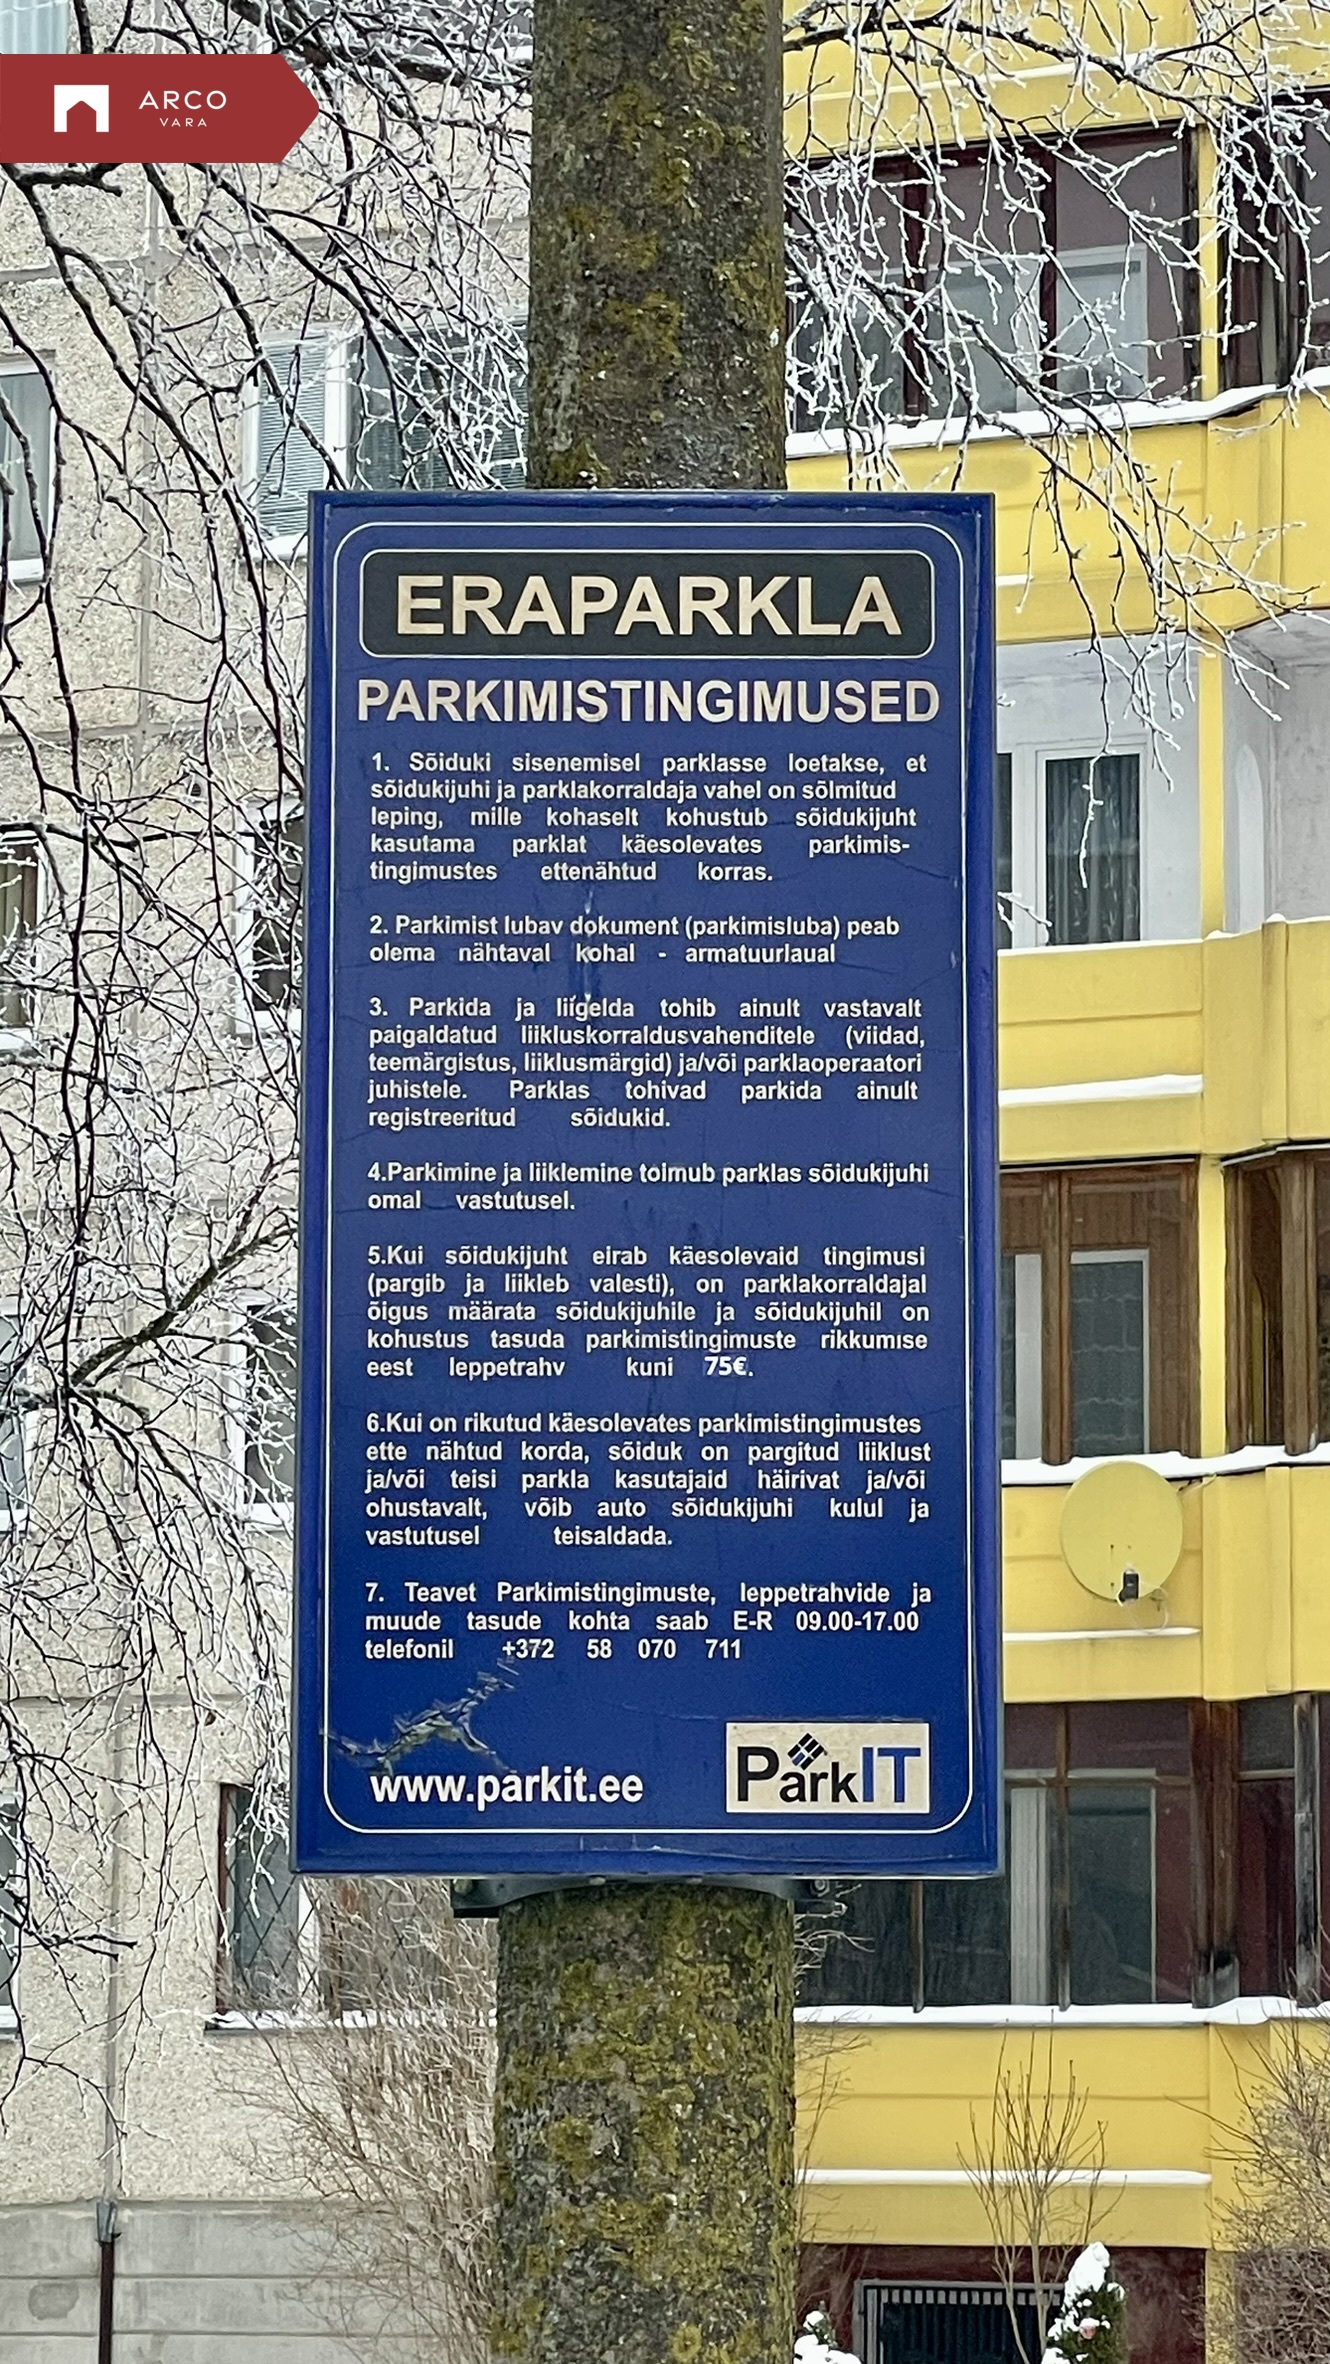 ARCO
VARA
ERAPARKLA
PARKIMISTINGIMUSED
1. Sõiduki sisenemisel parklasse loetakse, et
sõidukijuhi ja parklakorraldaja vahel on sõlmitud
leping, mille kohaselt kohustub sõidukijuht
kasutama parklat käesolevates parkimis-
tingimustes ettenähtud korras.
2. Parkimist lubav dokument (parkimisluba) peab
olema nähtaval kohal - armatuurlaual
3. Parkida ja liigelda tohib ainult vastavalt
paigaldatud liikluskorraldusvahenditele (viidad,
teemärgistus, liiklusmärgid) ja/või parklaoperaatori
juhistele. Parklas tohivad parkida ainult
registreeritud sõidukid.
4.Parkimine ja liiklemine toimub parklas sõidukijuhi
omal vastutusel.
5.Kui sõidukijuht eirab käesolevaid tingimusi
(pargib ja liikleb valesti), on parklakorraldajal
õigus määrata sõidukijuhile ja sõidukijuhil on
kohustus tasuda parkimistingimuste rikkumise
eest leppetrahv kuni 75€.
6.Kui on rikutud käesolevates parkimistingimustes
ette nähtud korda, sõiduk on pargitud liiklust
ja/või teisi parkla kasutajaid häirivat ja/või
ohustavalt, võib auto sõidukijuhi kulul ja
vastutusel teisaldada.
7. Teavet Parkimistingimuste, leppetrahvide ja
muude tasude kohta saab E-R 09.00-17.00
telefonil +372 58 070 711
www.parkit.ee
ParkIT